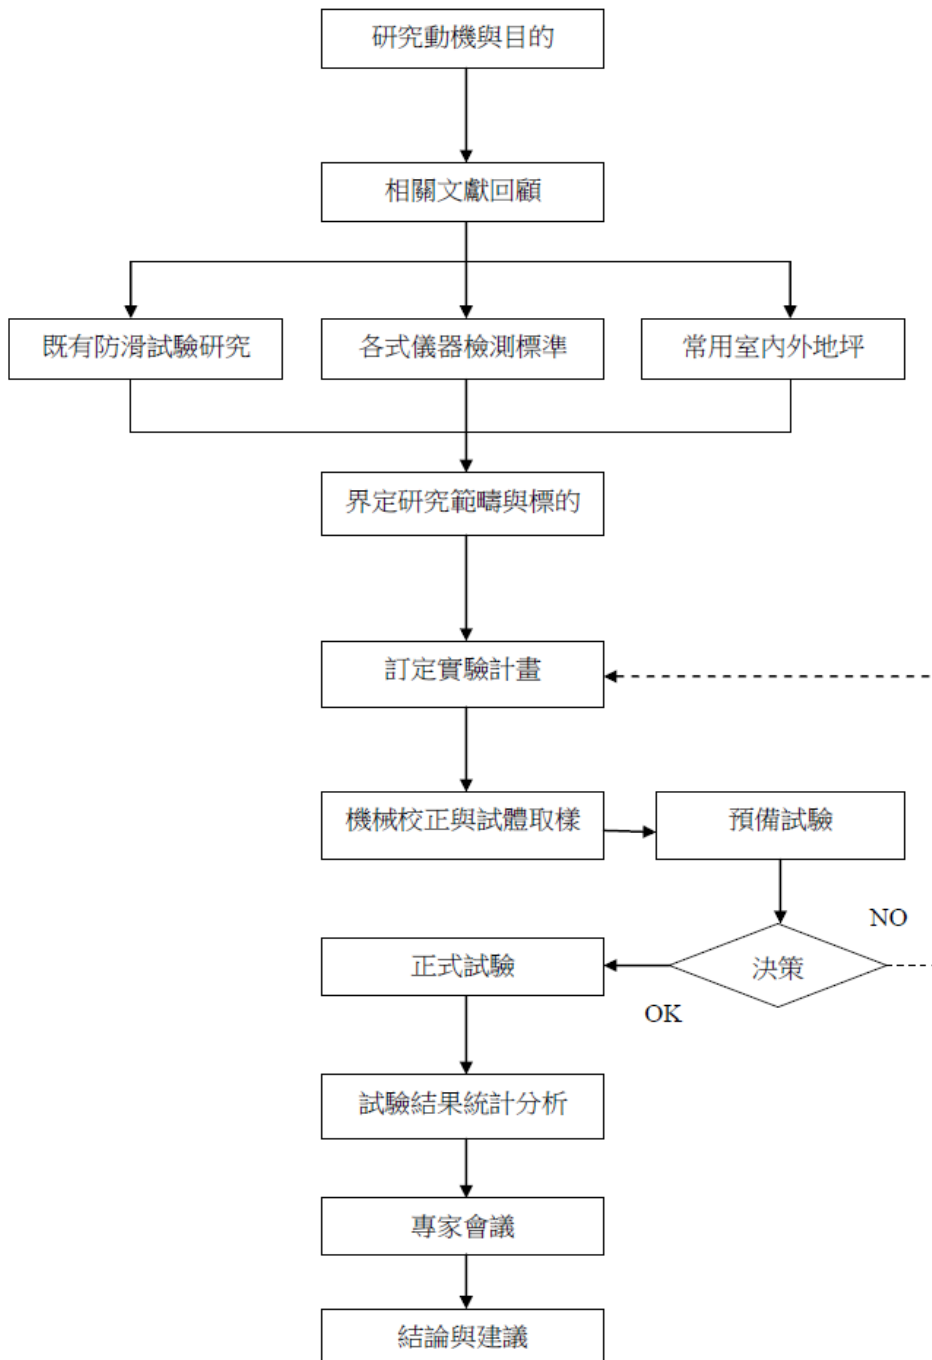 研究動機與目的
相關文獻回顧
既有防滑試驗研究
各式儀器檢測標準
常用室內外地坪
界定研究範疇與標的
訂定實驗計畫
機械校正與試體取樣
預備試驗
NO
決策
正式試驗
OK
試驗結果統計分析
專家會議
結論與建議